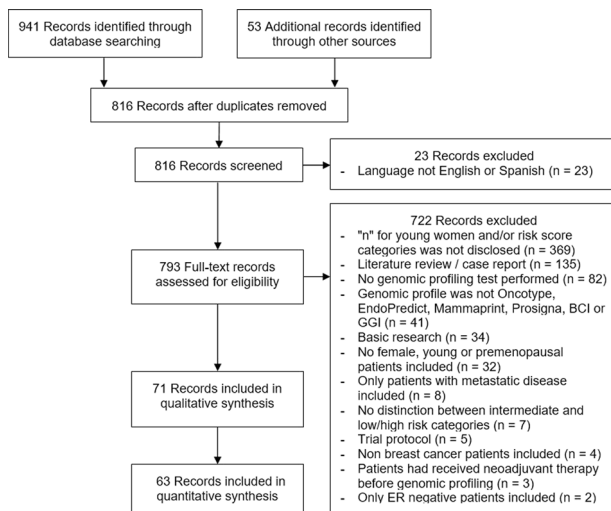 941 Records identified through
database searching
53 Additional records identified
through other sources
816 Records after duplicates removed
816 Records screened
23 Records excluded
- Language not English or Spanish (n = 23)
793 Full-text records
assessed for eligibility
722 Records excluded
- "n" for young women and/or risk score
categories was not disclosed (n = 369)
- Literature review / case report (n = 135)
- No genomic profiling test performed (n = 82)
- Genomic profile was not Oncotype,
EndoPredict, Mammaprint, Prosigna, BCI or
GGI (n = 41)
- Basic research (n = 34)
- No female, young or premenopausal
patients included (n = 32)
- Only patients with metastatic disease
included (n = 8)
- No distinction between intermediate and
low/high risk categories (n = 7)
- Trial protocol (n = 5)
- Non breast cancer patients included (n = 4)
- Patients had received neoadjuvant therapy
before genomic profiling (n = 3)
- Only ER negative patients included (n = 2)
71 Records included in
qualitative synthesis
63 Records included in
quantitative synthesis